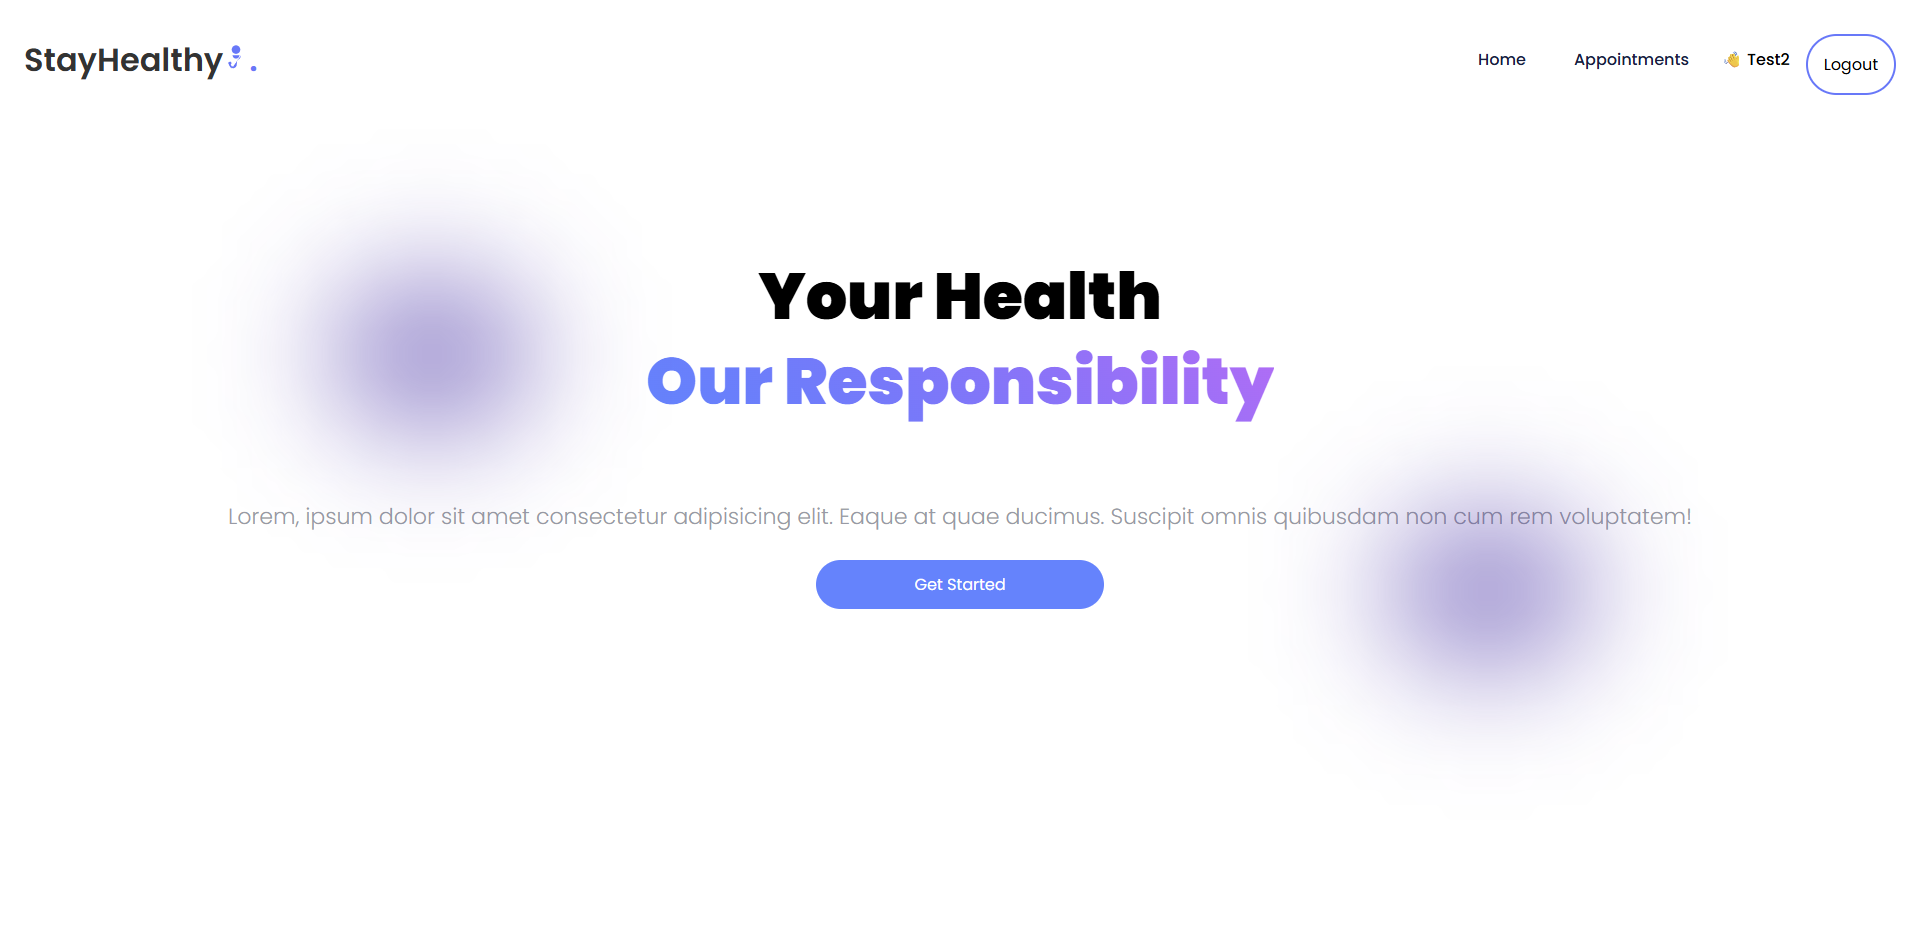 StayHealthy.
Home Appointments 👋 Test2 Logout
Your Health
Our Responsibility
Lorem, ipsum dolor sit amet consectetur adipisicing elit. Eaque at quae ducimus. Suscipit omnis quibusdam non cum rem voluptatem!
Get Started